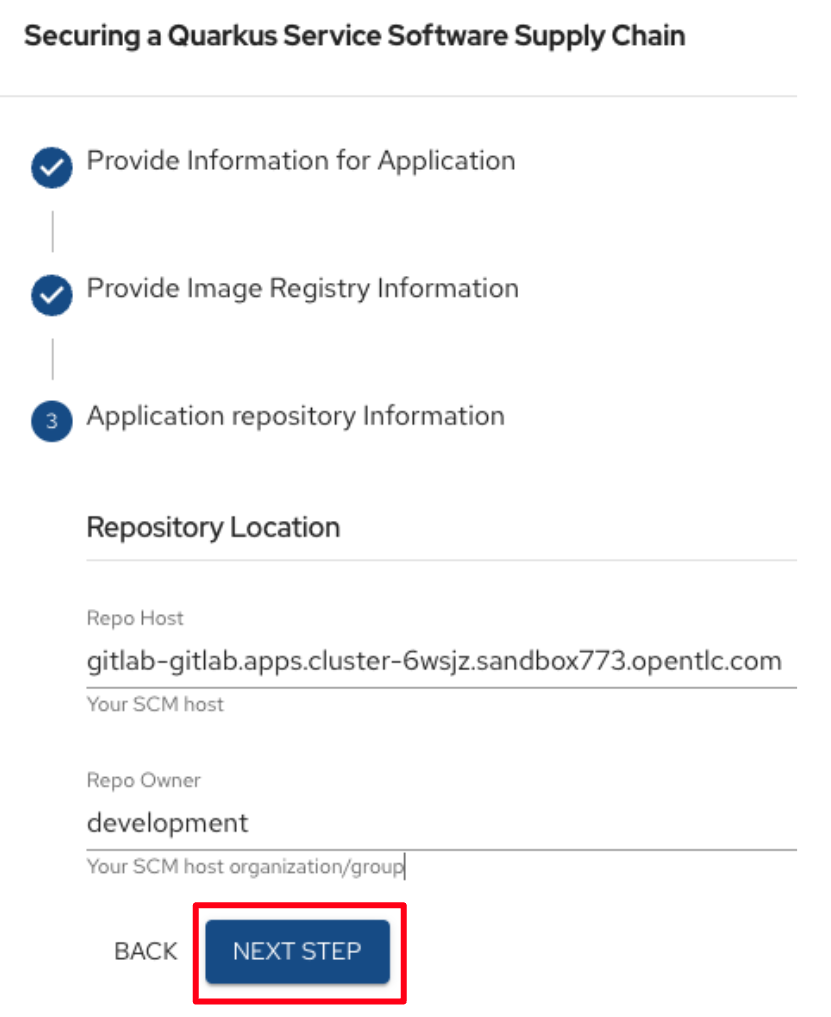 Securing a Quarkus Service Software Supply Chain
Provide Information for Application
Provide Image Registry Information
3 Application repository Information
Repository Location
Repo Host
gitlab-gitlab.apps.cluster-6wsjz.sandbox773.opentlc.com
Your SCM host
Repo Owner
development
Your SCM host organization/group
BACK NEXT STEP